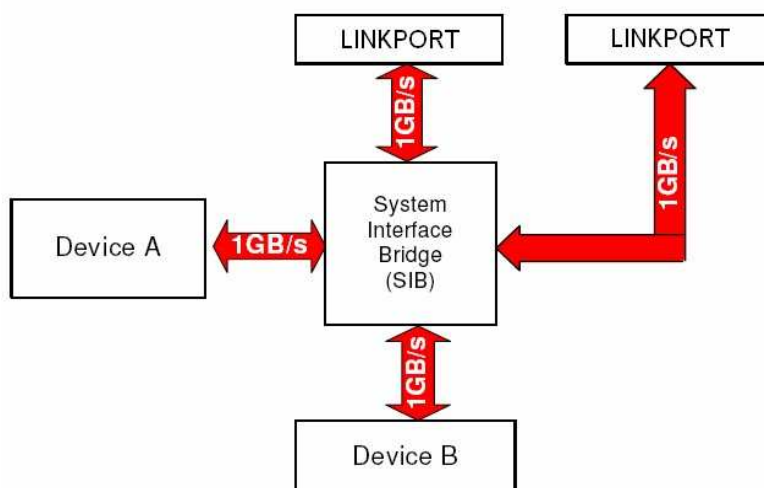 LINKPORT
LINKPORT
1GB/s
1GB/s
System
Interface
Bridge
(SIB)
Device A
1GB/s
1GB/s
Device B